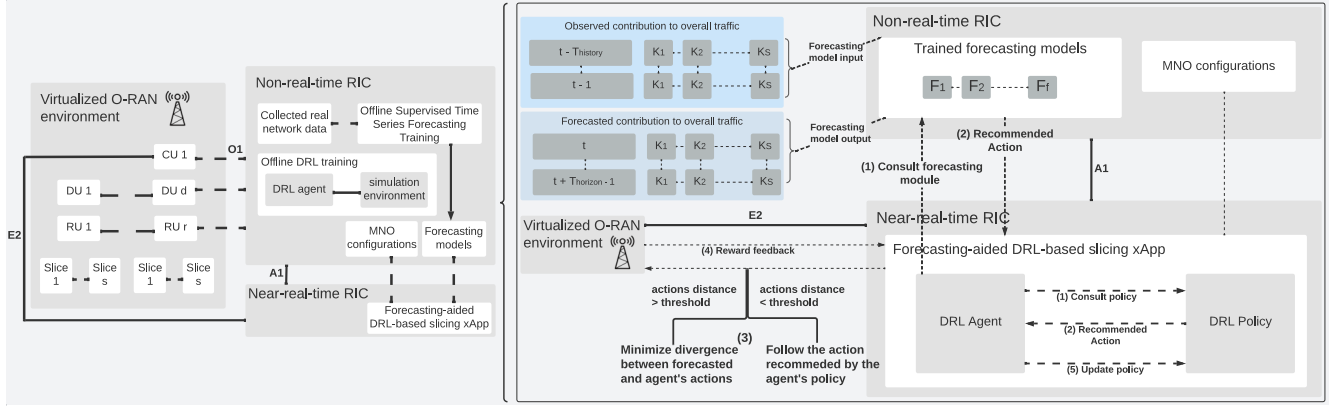 Virtualized O-RAN
environment
CU 1
DU 1
DU d
RU 1
RU r
Slice
1
Slice
s
Slice
1
Slice
s
E2
O1
Non-real-time RIC
Collected real
network data
Offline Supervised Time
Series Forecasting
Training
Offline DRL training
DRL agent
simulation
environment
MNO
configurations
Forecasting
models
A1
Near-real-time RIC
Forecasting-aided
DRL-based slicing xApp
Observed contribution to overall traffic
t - Thistory
K1
K2
KS
t - 1
K1
K2
KS
Forecasting
model input
Forecasted contribution to overall traffic
t
K1
K2
KS
t + Thorizon - 1
K1
K2
KS
Forecasting
model output
Non-real-time RIC
Trained forecasting models
F1
F2
Ff
MNO configurations
(1) Consult forecasting
module
(2) Recommended
Action
A1
Virtualized O-RAN
environment
E2
(4) Reward feedback
actions distance
> threshold
actions distance
< threshold
(3)
Minimize divergence
between forecasted
and agent's actions
Follow the action
recommeded by the
agent's policy
Near-real-time RIC
Forecasting-aided DRL-based slicing xApp
DRL Agent
(1) Consult policy
(2) Recommended
Action
(5) Update policy
DRL Policy